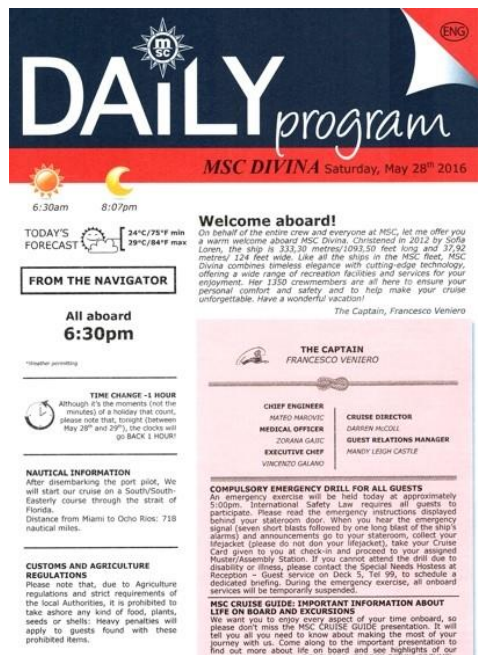 ENG
m
SC
DAiLY program
MSC DIVINA Saturday, May 28th 2016
6:30am 8:07pm
TODAY'S
FORECAST
24°C/75°F min
29°C/84°F max
FROM THE NAVIGATOR
All aboard
6:30pm
*Weather permitting
TIME CHANGE -1 HOUR
Although it's the moments (not the
minutes) of a holiday that count,
please note that, tonight (between
May 28th and 29th), the clocks will
go BACK 1 HOUR!
NAUTICAL INFORMATION
After disembarking the port pilot, We
will start our cruise on a South/South-
Easterly course through the strait of
Florida.
Distance from Miami to Ocho Rios: 718
nautical miles.
CUSTOMS AND AGRICULTURE
REGULATIONS
Please note that, due to Agriculture
regulations and strict requirements of
the local Authorities, it is prohibited to
take ashore any kind of food, plants,
seeds or shells: Heavy penalties will
apply to guests found with these
prohibited items.
Welcome aboard!
On behalf of the entire crew and everyone at MSC, let me offer you
a warm welcome aboard MSC Divina. Christened in 2012 by Sofia
Loren, the ship is 333,30 metres/1093,50 feet long and 37,92
metres/ 124 feet wide. Like all the ships in the MSC fleet, MSC
Divina combines timeless elegance with cutting-edge technology,
offering a wide range of recreation facilities and services for your
enjoyment. Her 1350 crewmembers are all here to ensure your
personal comfort and safety and to help make your cruise
unforgettable. Have a wonderful vacation!
The Captain, Francesco Veniero
THE CAPTAIN
FRANCESCO VENIERO
CHIEF ENGINEER
MATEO MAROVIC
MEDICAL OFFICER
ZORANA GAJIC
EXECUTIVE CHEF
VINCENZO GALANO
CRUISE DIRECTOR
DARREN McCOLL
GUEST RELATIONS MANAGER
MANDY LEIGH CASTLE
COMPULSORY EMERGENCY DRILL FOR ALL GUESTS
An emergency exercise will be held today at approximately
5:00pm. International Safety Law requires all guests to
participate. Please read the emergency instructions displayed
behind your stateroom door. When you hear the emergency
signal (seven short blasts followed by one long blast of the ship's
alarms) and announcements go to your stateroom, collect your
lifejacket (please do not don your lifejacket), take your Cruise
Card given to you at check-in and proceed to your assigned
Muster/Assembly Station. If you cannot attend the drill due to
disability or illness, please contact the Special Needs Hostess at
Reception - Guest service on Deck 5, Tel 99, to schedule a
dedicated briefing. During the emergency exercise, all onboard
services will be temporarily suspended.
MSC CRUISE GUIDE: IMPORTANT INFORMATION ABOUT
LIFE ON BOARD AND EXCURSIONS
We want you to enjoy every aspect of your time onboard, so
please don't miss the MSC CRUISE GUIDE presentation. It will
tell you all you need to know about making the most of your
journey with us. Come along to the important presentation to
find out more about life on board and see highlights of our